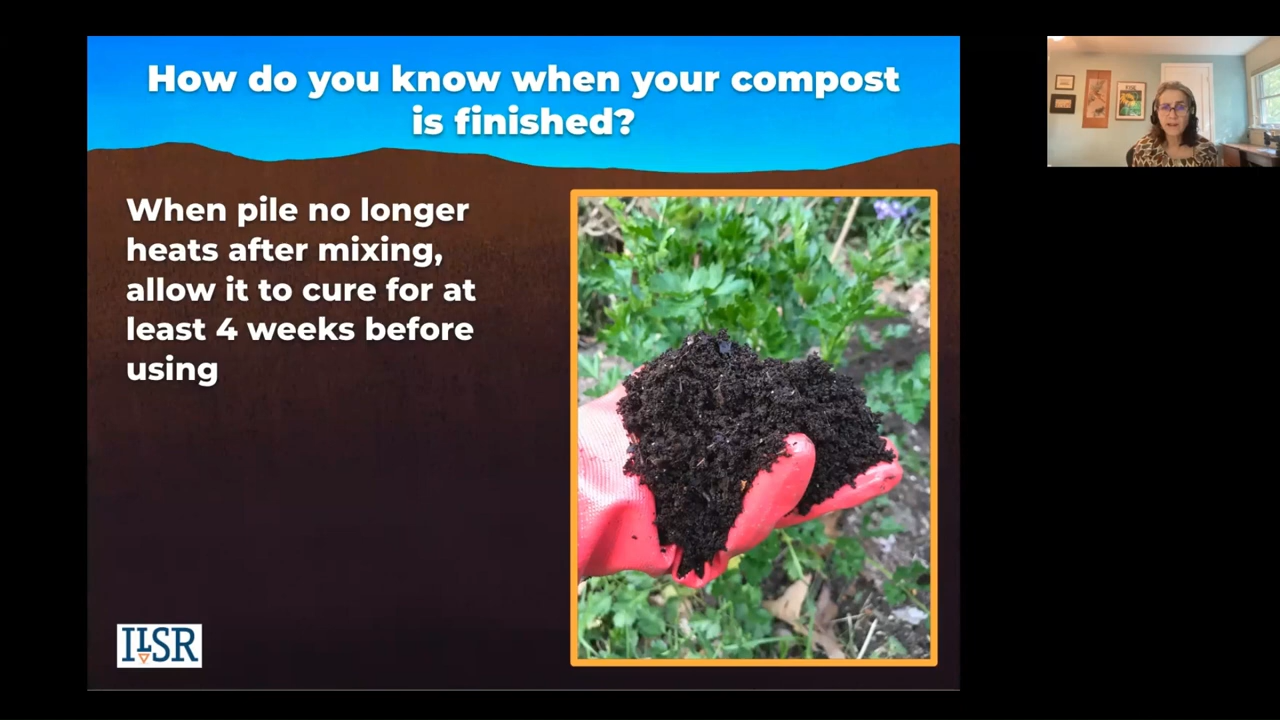 How do you know when your compost
is finished?
When pile no longer
heats after mixing,
allow it to cure for at
least 4 weeks before
using
ILSR